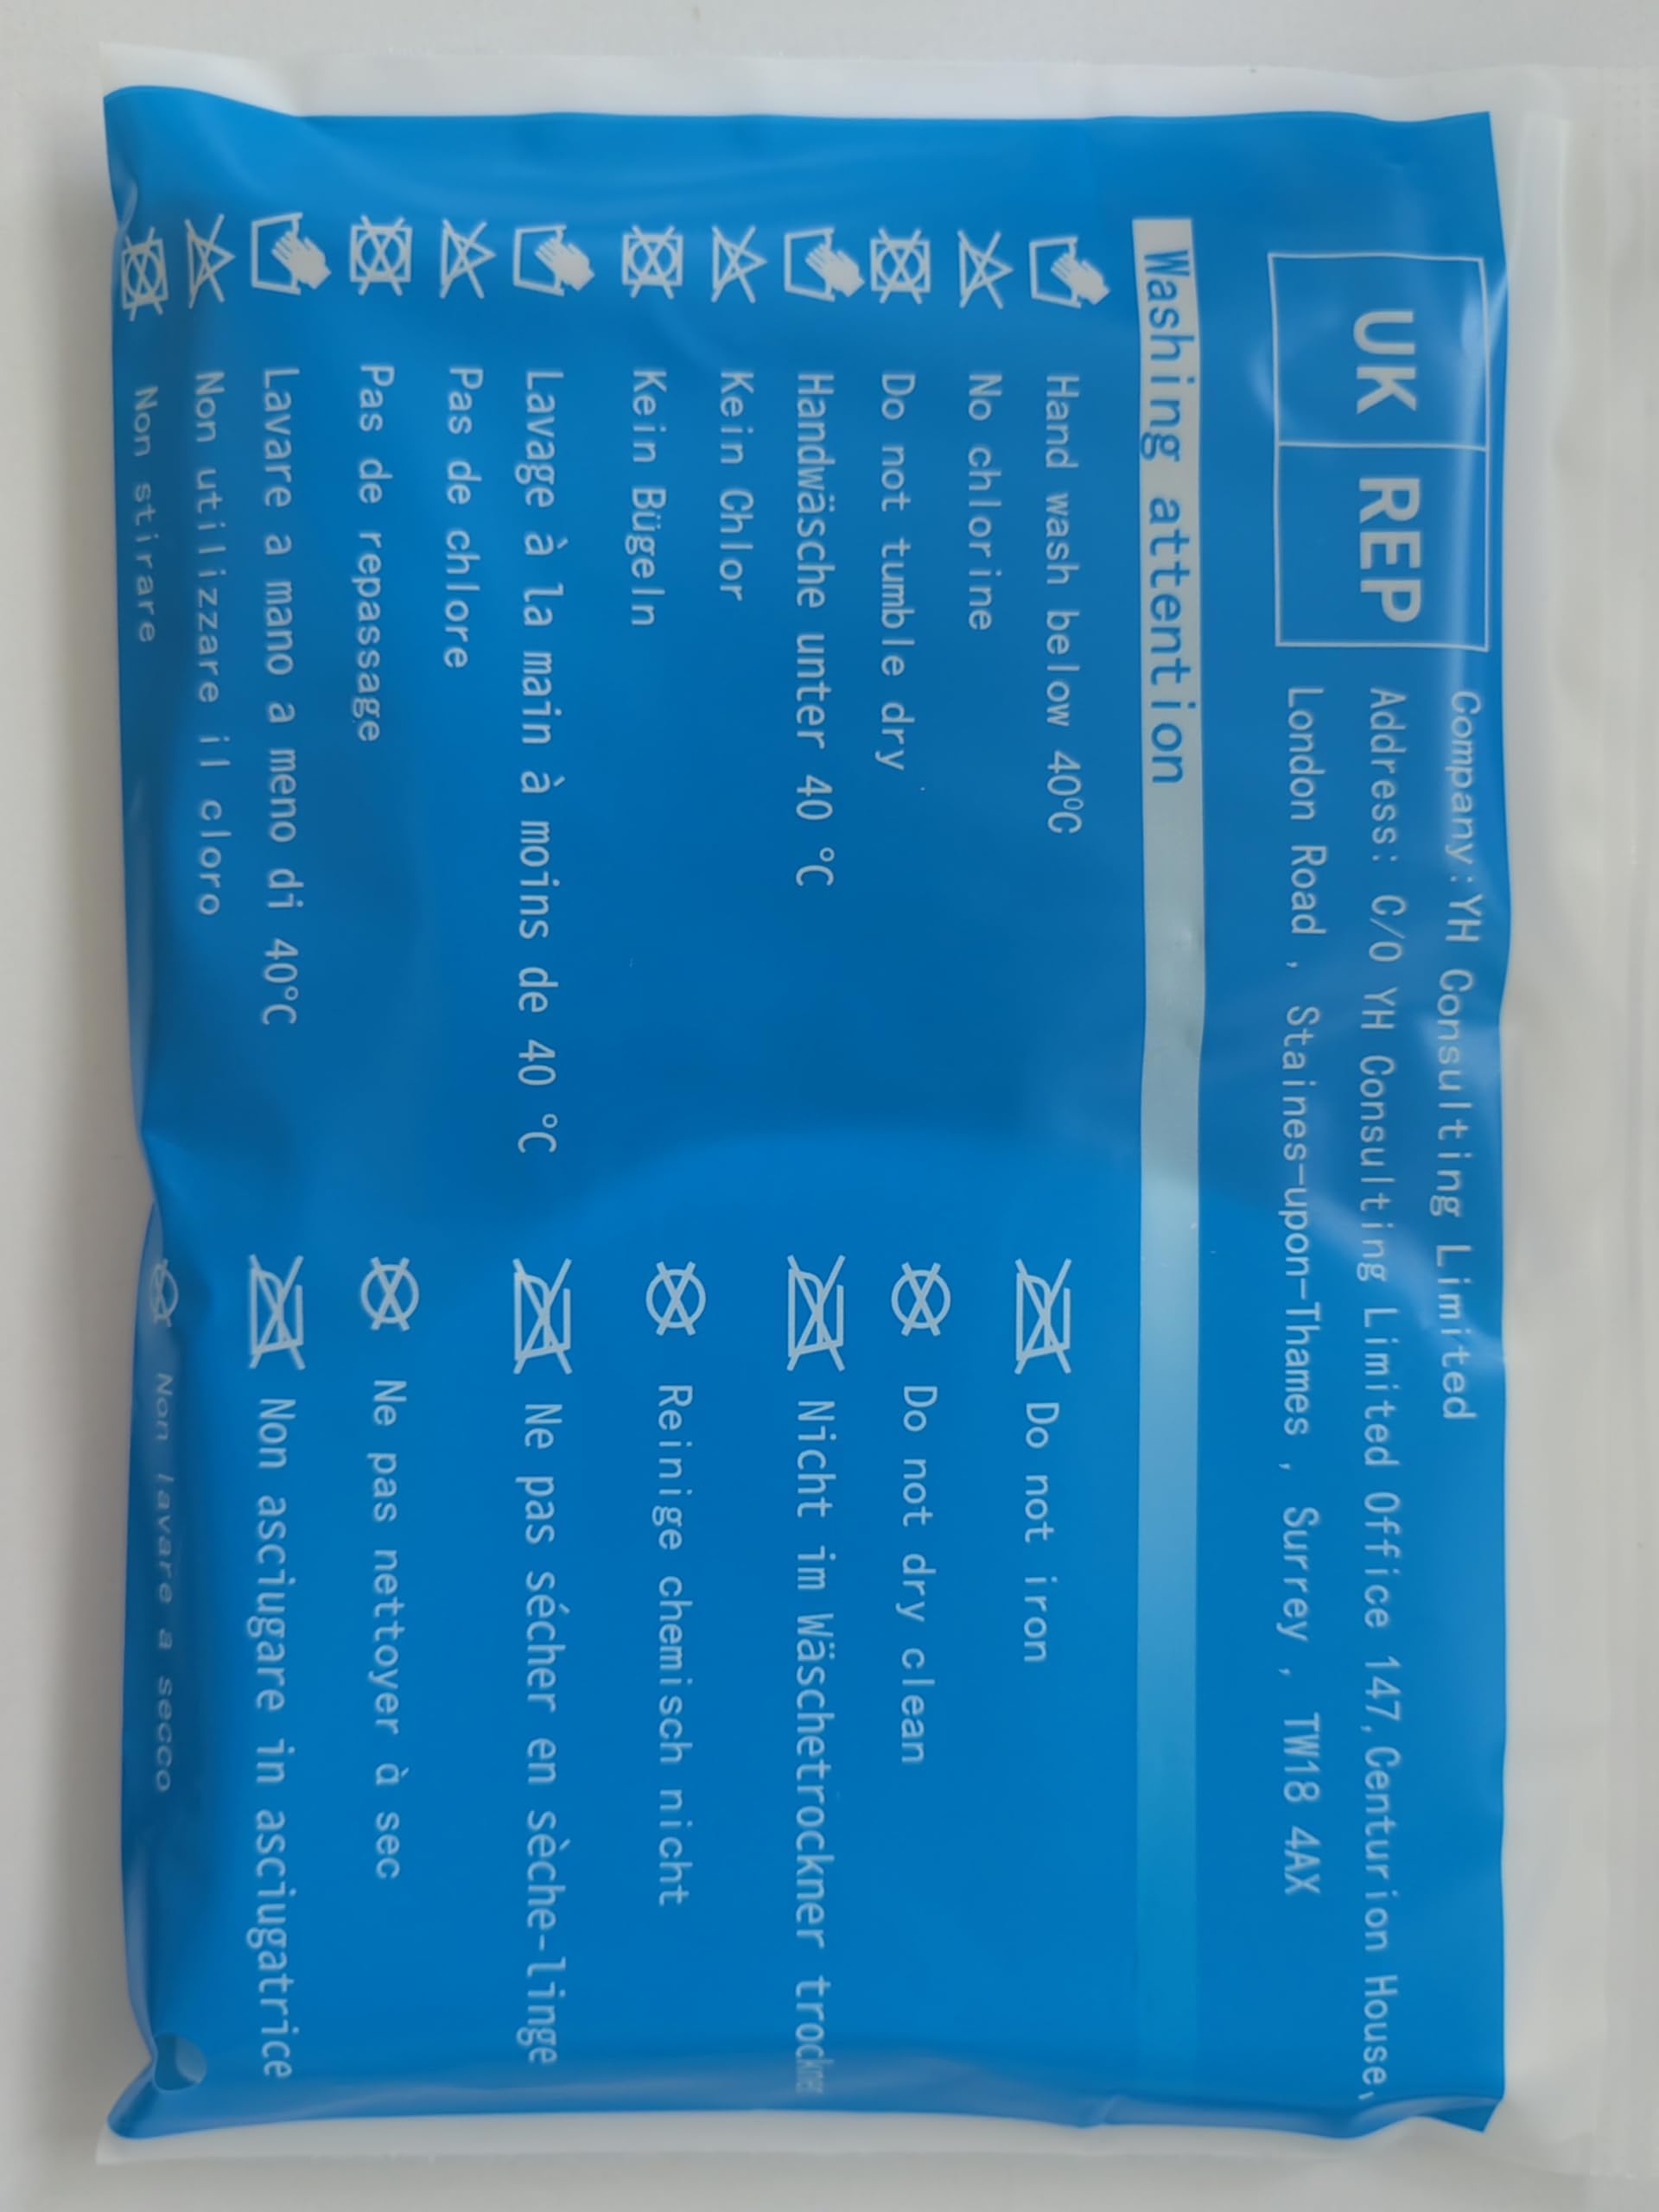 UK REP
Company:YH Consulting Limited
Address: C/O YH Consulting Limited Office 147,Centurion House,
London Road , Staines-upon-Thames , Surrey , TW18 4AX
Washing attention
Hand wash below 40ºC
Do not iron
No chlorine
Do not tumble dry
Do not dry clean
Handwäsche unter 40 °C
Nicht im Wäschetrockner trockner
Kein Chlor
Kein Bügeln
Reinige chemisch nicht
Lavage à la main à moins de 40 °C
Ne pas sécher en sèche-linge
Pas de chlore
Pas de repassage
Ne pas nettoyer à sec
Lavare a mano a meno di 40°C
Non asciugare in asciugatrice
Non utilizzare il cloro
Non stirare
Non lavare a secco